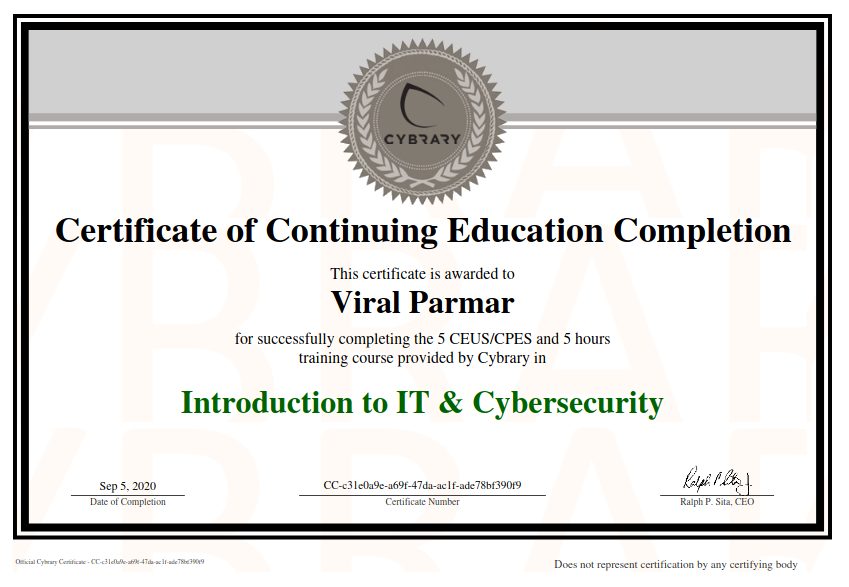 CYBRARY
Certificate of Continuing Education Completion
This certificate is awarded to
Viral Parmar
for successfully completing the 5 CEUS/CPES and 5 hours
training course provided by Cybrary in
Introduction to IT & Cybersecurity
Sep 5, 2020
Date of Completion
CC-c31e0a9e-a69f-47da-ac1f-ade78bf390f9
Certificate Number
Ralph P. Sita, CEO
Official Cybrary Certificate - CC-c31e0a9e-a69f-47da-ac1f-ade78bf390f9
Does not represent certification by any certifying body